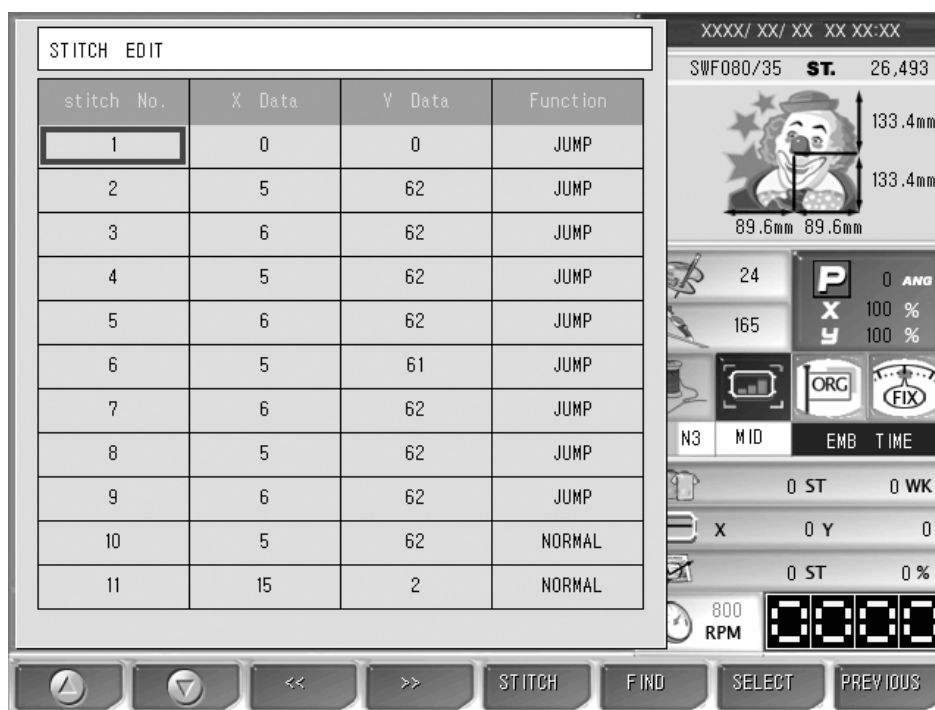 STITCH EDIT
stitch No. X Data Y Data Function
1 0 0 JUMP
2 5 62 JUMP
3 6 62 JUMP
4 5 62 JUMP
5 6 62 JUMP
6 5 61 JUMP
7 6 62 JUMP
8 5 62 JUMP
9 6 62 JUMP
10 5 62 NORMAL
11 15 2 NORMAL
XXXX/ XX/ XX XX XX:XX
SWF080/35 ST. 26,493
133.4mm
133.4mm
89.6mm 89.6mm
24
165
P 0 ANG
X 100 %
y 100 %
ORG
FIX
N3 MID EMB TIME
0 ST 0 WK
X 0 Y 0
0 ST 0 %
800
RPM
0000
<< >> STITCH FIND SELECT PREVIOUS